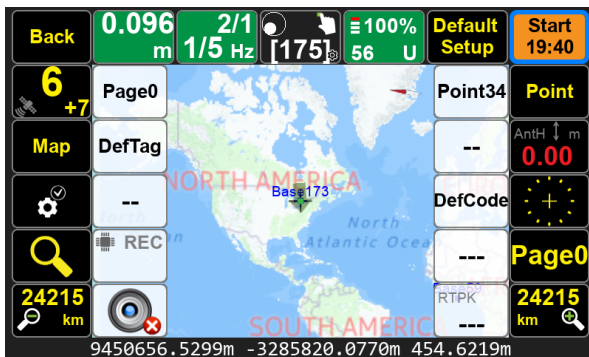 Back
0.096
m
2/1
1/5 Hz
[175]
100%
56 U
Default
Setup
Start
19:40
6
+7
Page0
Point34
Point
Map
DefTag
--
AntH m
0.00
NORTH AMERICA
Base173
--
DefCode
North
Atlantic Ocea
REC
---
Page0
24215
km
RTPK
---
24215
km
SOUTH AMERIC
9450656.5299m -3285820.0770m 454.6219m